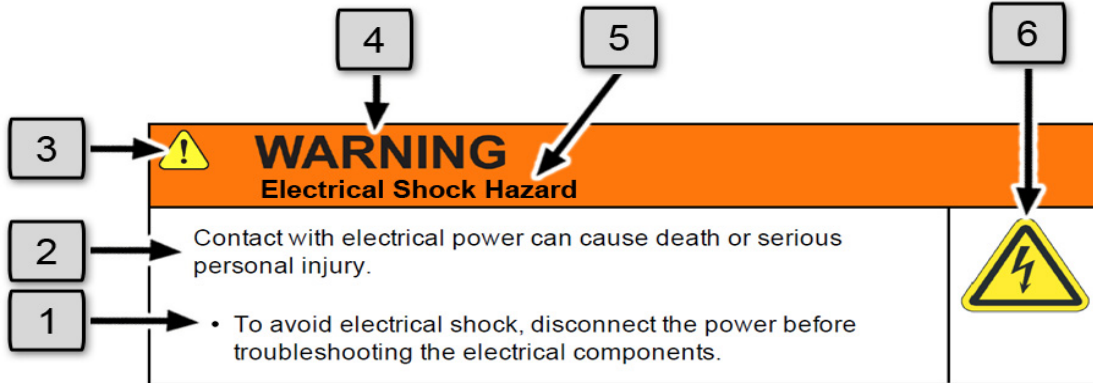 4
5
6
3
WARNING
Electrical Shock Hazard
2
Contact with electrical power can cause death or serious
personal injury.
1
• To avoid electrical shock, disconnect the power before
troubleshooting the electrical components.